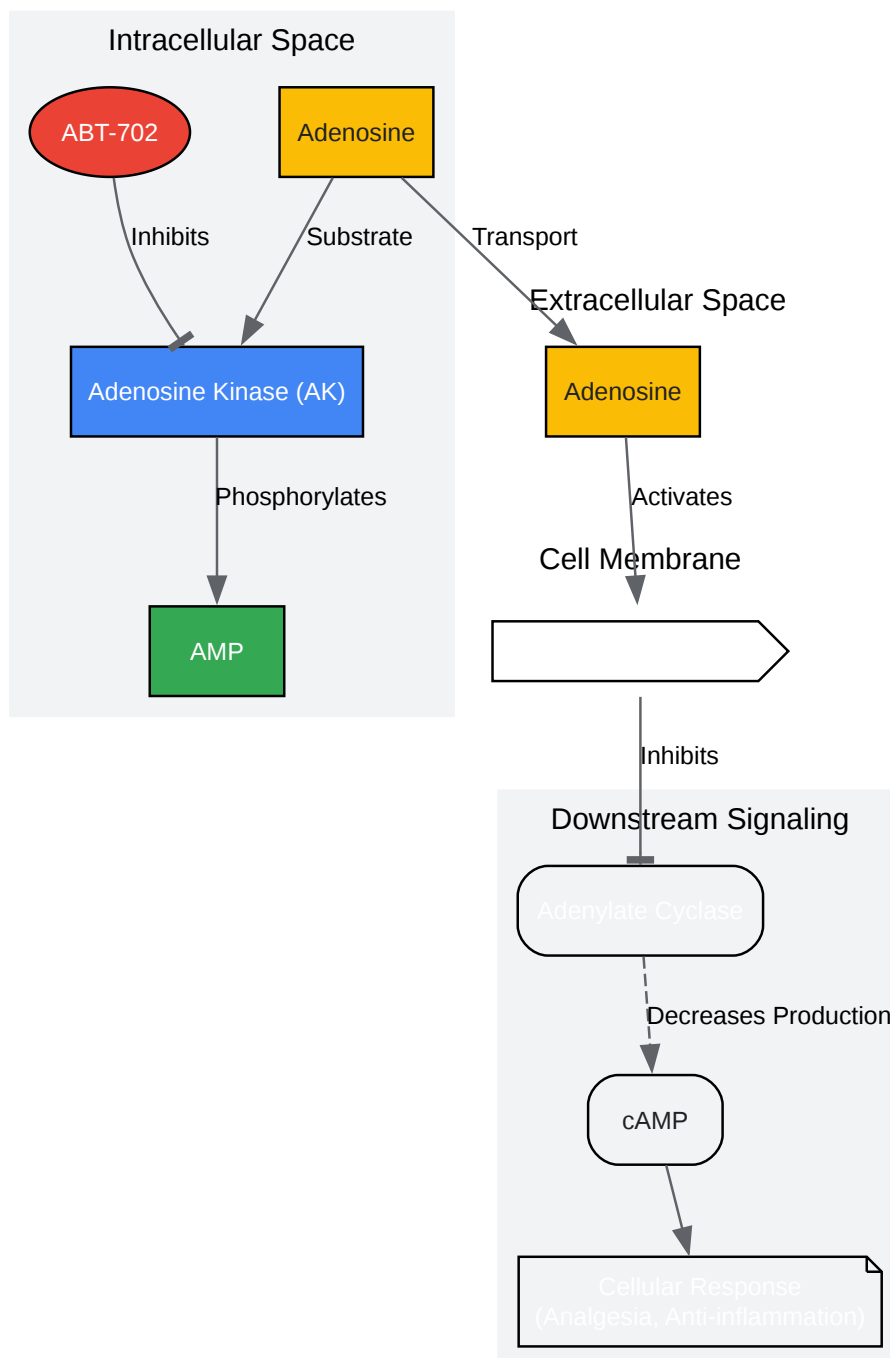 Intracellular Space
ABT-702
Adenosine
Inhibits
Substrate
Transport
Extracellular Space
Adenosine Kinase (AK)
Adenosine
Phosphorylates
Activates
Cell Membrane
AMP
Inhibits
Downstream Signaling
Adenylate Cyclase
Decreases Production
cAMP
Cellular Response
(Analgesia, Anti-inflammation)